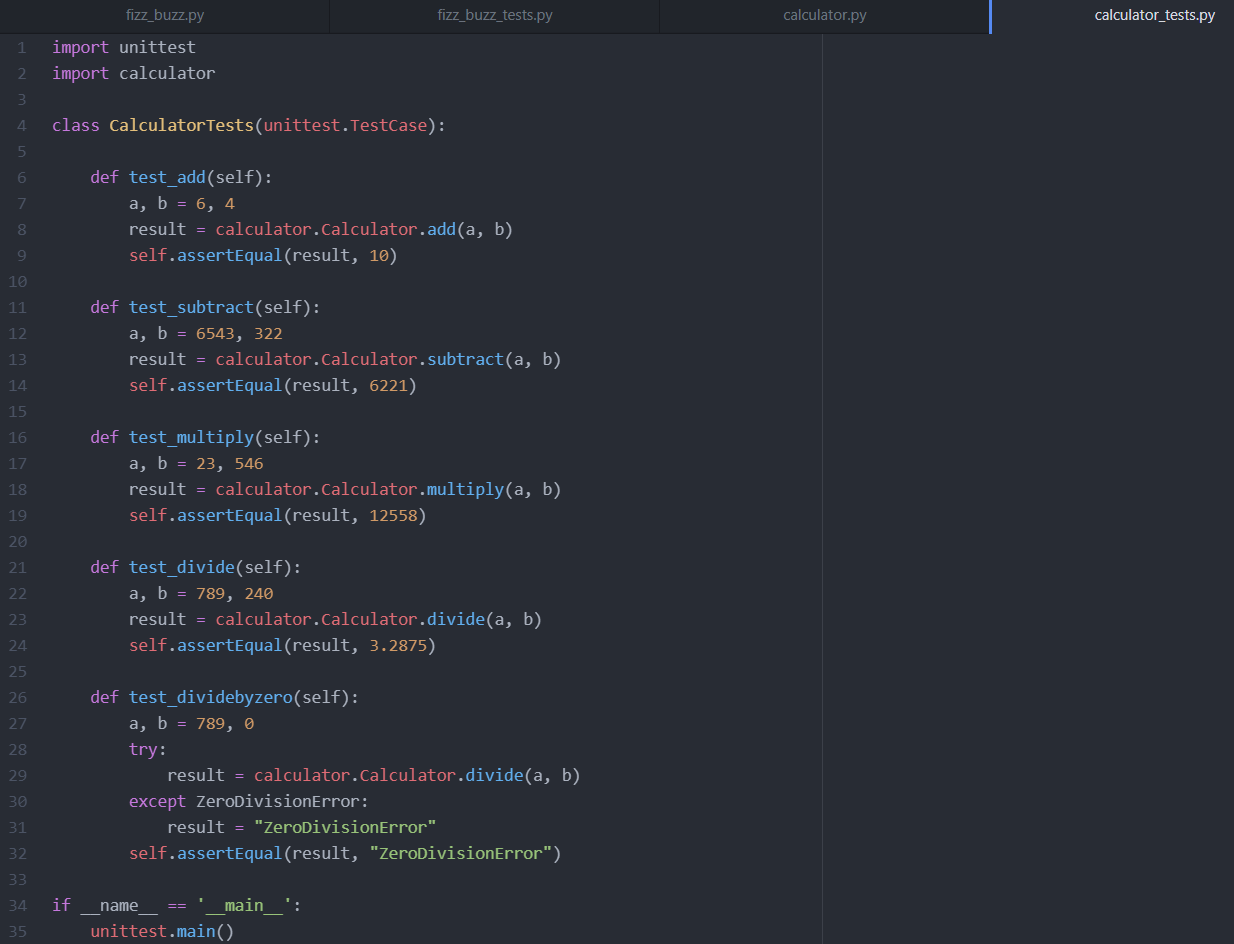 fizz_buzz.py fizz_buzz_tests.py calculator.py calculator_tests.py
1 import unittest
2 import calculator
3
4 class CalculatorTests(unittest.TestCase):
5
6     def test_add(self):
7         a, b = 6, 4
8         result = calculator.Calculator.add(a, b)
9         self.assertEqual(result, 10)
10
11     def test_subtract(self):
12         a, b = 6543, 322
13         result = calculator.Calculator.subtract(a, b)
14         self.assertEqual(result, 6221)
15
16     def test_multiply(self):
17         a, b = 23, 546
18         result = calculator.Calculator.multiply(a, b)
19         self.assertEqual(result, 12558)
20
21     def test_divide(self):
22         a, b = 789, 240
23         result = calculator.Calculator.divide(a, b)
24         self.assertEqual(result, 3.2875)
25
26     def test_dividebyzero(self):
27         a, b = 789, 0
28         try:
29             result = calculator.Calculator.divide(a, b)
30         except ZeroDivisionError:
31             result = "ZeroDivisionError"
32         self.assertEqual(result, "ZeroDivisionError")
33
34 if __name__ == '__main__':
35     unittest.main()